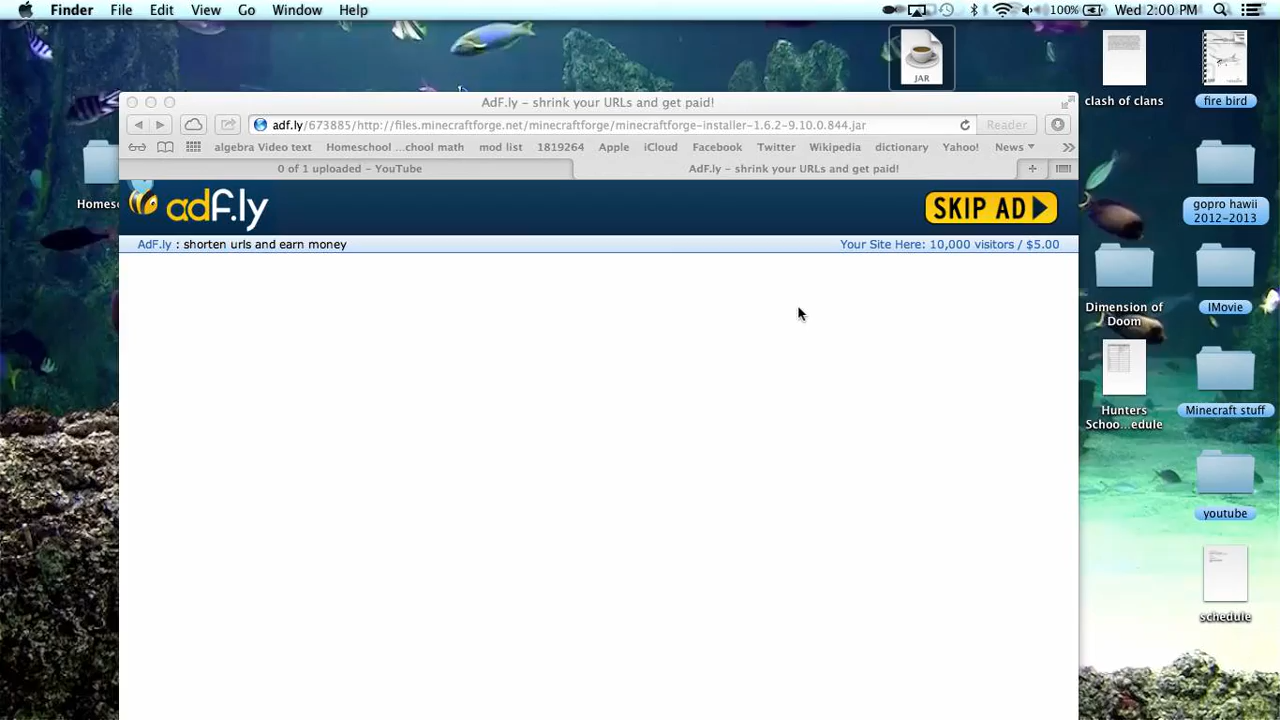 Finder File Edit View Go Window Help
100% Wed 2:00 PM
JAR
clash of clans
fire bird
AdF.ly – shrink your URLs and get paid!
adf.ly/673885/http://files.minecraftforge.net/minecraftforge/minecraftforge-installer-1.6.2-9.10.0.844.jar
Reader
algebra Video text Homeschool ...chool math mod list 1819264 Apple iCloud Facebook Twitter Wikipedia dictionary Yahoo! News
0 of 1 uploaded – YouTube
AdF.ly – shrink your URLs and get paid!
adf.ly
SKIP AD
AdF.ly : shorten urls and earn money
Your Site Here: 10,000 visitors / $5.00
gopro hawii
2012-2013
Dimension of
Doom
IMovie
Hunters
Schoo...edule
Minecraft stuff
youtube
schedule